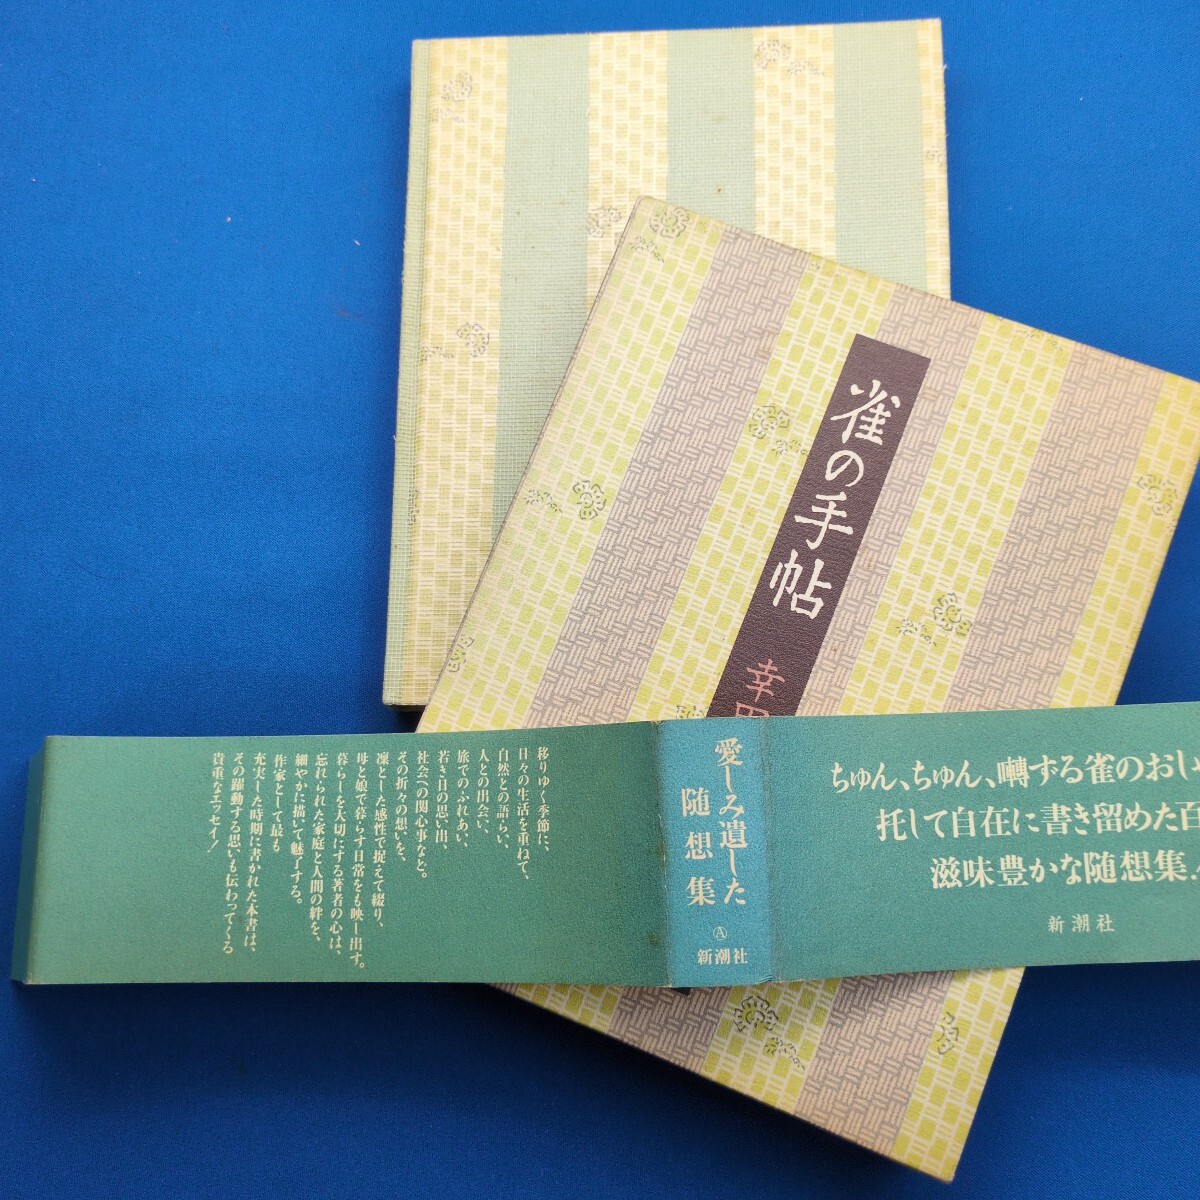 雀の手帖
幸田
ちゅん、ちゅん、囀ずる雀のおし
托して自在に書き留めた百
滋味豊かな随想集
新潮社
愛しみ遺した
随想集
Ⓐ
新潮社
移りゆく季節に、
日々の生活を重ねて、
自然との語らい、
人との出会い、
旅でのふれあい、
若き日の思い出、
社会への関心事など。
その折々の想いを、
凜とした感性で捉えて綴り、
母と娘で暮らす日常をも映し出す。
暮らしを大切にする著者の心は、
忘れられた家庭と人間の絆を、
細やかに描いて魅了する。
作家として最も
充実した時期に書かれた本書は、
その躍動する思いも伝わってくる
貴重なエッセイ！